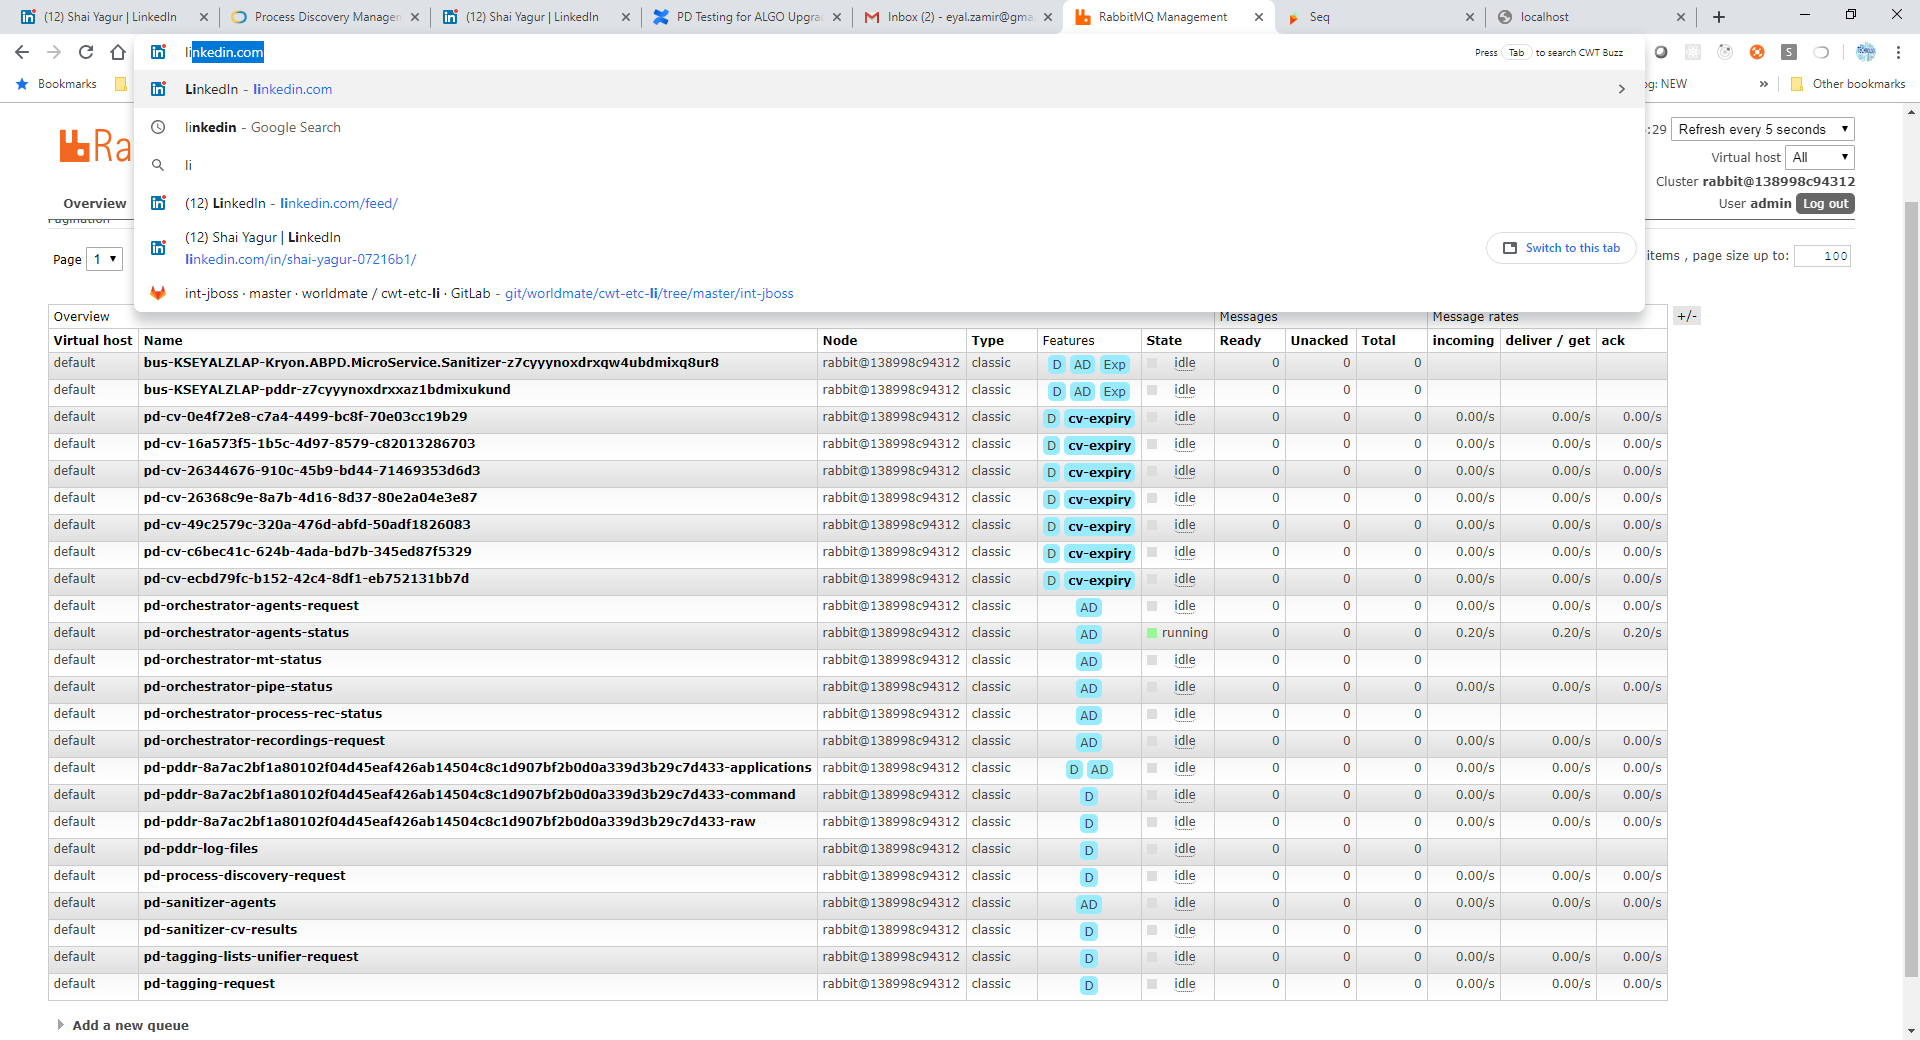 (12) Shai Yagur | LinkedIn
Process Discovery Manager
(12) Shai Yagur | LinkedIn
PD Testing for ALGO Upgra
Inbox (2) - eyal.zamir@gma
RabbitMQ Management
Seq
localhost
linkedin.com
Press Tab to search CWT Buzz
S
Bookmarks
og: NEW
»
Other bookmarks
LinkedIn - linkedin.com
linkedin - Google Search
li
(12) LinkedIn - linkedin.com/feed/
(12) Shai Yagur | LinkedIn
linkedin.com/in/shai-yagur-07216b1/
Switch to this tab
int-jboss · master · worldmate / cwt-etc-li · GitLab - git/worldmate/cwt-etc-li/tree/master/int-jboss
Ra
:29 Refresh every 5 seconds
Virtual host All
Cluster rabbit@138998c94312
User admin Log out
Overview
Pagination
Page 1
items , page size up to: 100
Overview Messages Message rates +/-
Virtual host Name Node Type Features State Ready Unacked Total incoming deliver / get ack
default bus-KSEYALZLAP-Kryon.ABPD.MicroService.Sanitizer-z7cyyynoxdrxqw4ubdmixq8ur8 rabbit@138998c94312 classic D AD Exp idle 0 0 0
default bus-KSEYALZLAP-pddr-z7cyyynoxdrxxaz1bdmixukund rabbit@138998c94312 classic D AD Exp idle 0 0 0
default pd-cv-0e4f72e8-c7a4-4499-bc8f-70e03cc19b29 rabbit@138998c94312 classic D cv-expiry idle 0 0 0 0.00/s 0.00/s 0.00/s
default pd-cv-16a573f5-1b5c-4d97-8579-c82013286703 rabbit@138998c94312 classic D cv-expiry idle 0 0 0 0.00/s 0.00/s 0.00/s
default pd-cv-26344676-910c-45b9-bd44-71469353d6d3 rabbit@138998c94312 classic D cv-expiry idle 0 0 0 0.00/s 0.00/s 0.00/s
default pd-cv-26368c9e-8a7b-4d16-8d37-80e2a04e3e87 rabbit@138998c94312 classic D cv-expiry idle 0 0 0 0.00/s 0.00/s 0.00/s
default pd-cv-49c2579c-320a-476d-abfd-50adf1826083 rabbit@138998c94312 classic D cv-expiry idle 0 0 0 0.00/s 0.00/s 0.00/s
default pd-cv-c6bec41c-624b-4ada-bd7b-345ed87f5329 rabbit@138998c94312 classic D cv-expiry idle 0 0 0 0.00/s 0.00/s 0.00/s
default pd-cv-ecbd79fc-b152-42c4-8df1-eb752131bb7d rabbit@138998c94312 classic D cv-expiry idle 0 0 0 0.00/s 0.00/s 0.00/s
default pd-orchestrator-agents-request rabbit@138998c94312 classic AD idle 0 0 0 0.00/s 0.00/s 0.00/s
default pd-orchestrator-agents-status rabbit@138998c94312 classic AD running 0 0 0 0.20/s 0.20/s 0.20/s
default pd-orchestrator-mt-status rabbit@138998c94312 classic AD idle 0 0 0
default pd-orchestrator-pipe-status rabbit@138998c94312 classic AD idle 0 0 0 0.00/s 0.00/s 0.00/s
default pd-orchestrator-process-rec-status rabbit@138998c94312 classic AD idle 0 0 0
default pd-orchestrator-recordings-request rabbit@138998c94312 classic AD idle 0 0 0 0.00/s 0.00/s 0.00/s
default pd-pddr-8a7ac2bf1a80102f04d45eaf426ab14504c8c1d907bf2b0d0a339d3b29c7d433-applications rabbit@138998c94312 classic D AD idle 0 0 0 0.00/s 0.00/s 0.00/s
default pd-pddr-8a7ac2bf1a80102f04d45eaf426ab14504c8c1d907bf2b0d0a339d3b29c7d433-command rabbit@138998c94312 classic D idle 0 0 0 0.00/s 0.00/s 0.00/s
default pd-pddr-8a7ac2bf1a80102f04d45eaf426ab14504c8c1d907bf2b0d0a339d3b29c7d433-raw rabbit@138998c94312 classic D idle 0 0 0 0.00/s 0.00/s 0.00/s
default pd-pddr-log-files rabbit@138998c94312 classic D idle 0 0 0
default pd-process-discovery-request rabbit@138998c94312 classic D idle 0 0 0 0.00/s 0.00/s 0.00/s
default pd-sanitizer-agents rabbit@138998c94312 classic AD idle 0 0 0 0.00/s 0.00/s 0.00/s
default pd-sanitizer-cv-results rabbit@138998c94312 classic D idle 0 0 0
default pd-tagging-lists-unifier-request rabbit@138998c94312 classic D idle 0 0 0 0.00/s 0.00/s 0.00/s
default pd-tagging-request rabbit@138998c94312 classic D idle 0 0 0 0.00/s 0.00/s 0.00/s
Add a new queue